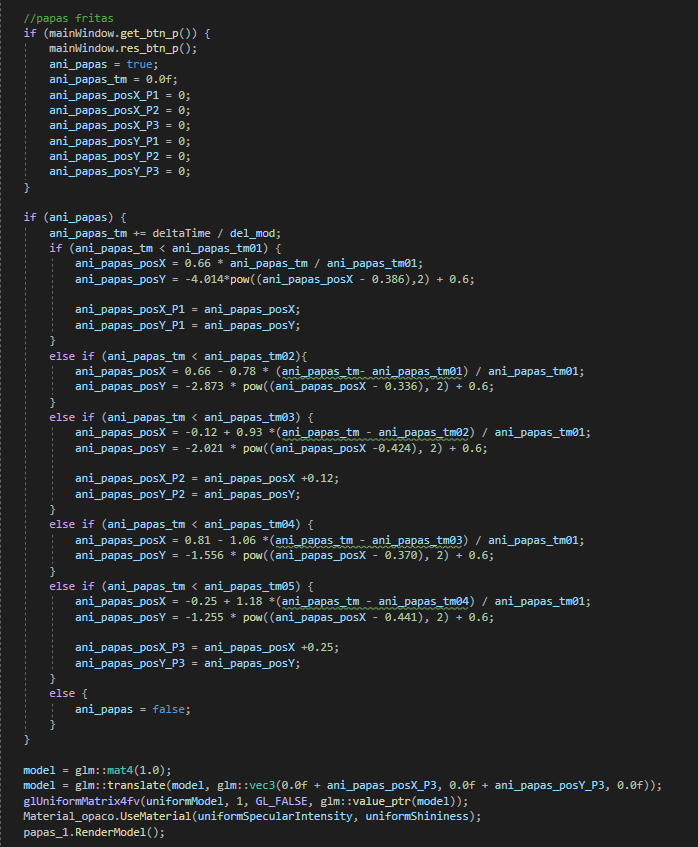 //papas fritas
if (mainWindow.get_btn_p()) {
mainWindow.res_btn_p();
ani_papas = true;
ani_papas_tm = 0.0f;
ani_papas_posX_P1 = 0;
ani_papas_posX_P2 = 0;
ani_papas_posX_P3 = 0;
ani_papas_posY_P1 = 0;
ani_papas_posY_P2 = 0;
ani_papas_posY_P3 = 0;
}
if (ani_papas) {
ani_papas_tm += deltaTime / del_mod;
if (ani_papas_tm < ani_papas_tm01) {
ani_papas_posX = 0.66 * ani_papas_tm / ani_papas_tm01;
ani_papas_posY = -4.014*pow((ani_papas_posX - 0.386),2) + 0.6;
ani_papas_posX_P1 = ani_papas_posX;
ani_papas_posY_P1 = ani_papas_posY;
}
else if (ani_papas_tm < ani_papas_tm02){
ani_papas_posX = 0.66 - 0.78 * (ani_papas_tm- ani_papas_tm01) / ani_papas_tm01;
ani_papas_posY = -2.873 * pow((ani_papas_posX - 0.336), 2) + 0.6;
}
else if (ani_papas_tm < ani_papas_tm03) {
ani_papas_posX = -0.12 + 0.93 *(ani_papas_tm - ani_papas_tm02) / ani_papas_tm01;
ani_papas_posY = -2.021 * pow((ani_papas_posX -0.424), 2) + 0.6;
ani_papas_posX_P2 = ani_papas_posX +0.12;
ani_papas_posY_P2 = ani_papas_posY;
}
else if (ani_papas_tm < ani_papas_tm04) {
ani_papas_posX = 0.81 - 1.06 *(ani_papas_tm - ani_papas_tm03) / ani_papas_tm01;
ani_papas_posY = -1.556 * pow((ani_papas_posX - 0.370), 2) + 0.6;
}
else if (ani_papas_tm < ani_papas_tm05) {
ani_papas_posX = -0.25 + 1.18 *(ani_papas_tm - ani_papas_tm04) / ani_papas_tm01;
ani_papas_posY = -1.255 * pow((ani_papas_posX - 0.441), 2) + 0.6;
ani_papas_posX_P3 = ani_papas_posX +0.25;
ani_papas_posY_P3 = ani_papas_posY;
}
else {
ani_papas = false;
}
}
model = glm::mat4(1.0);
model = glm::translate(model, glm::vec3(0.0f + ani_papas_posX_P3, 0.0f + ani_papas_posY_P3, 0.0f));
glUniformMatrix4fv(uniformModel, 1, GL_FALSE, glm::value_ptr(model));
Material_opaco.UseMaterial(uniformSpecularIntensity, uniformShininess);
papas_1.RenderModel();